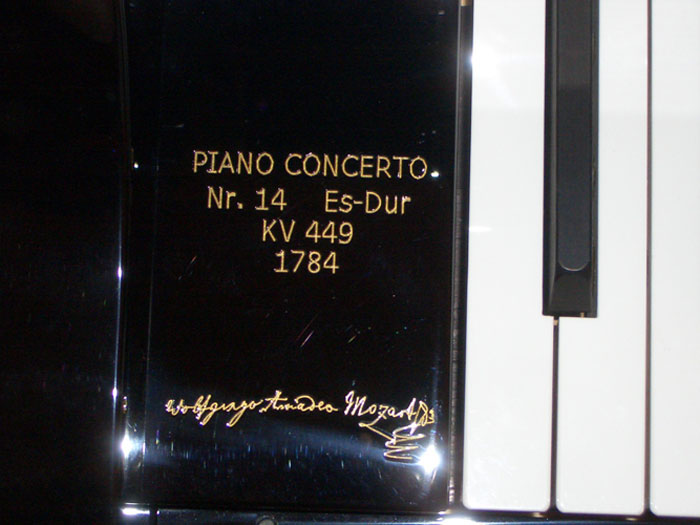 PIANO CONCERTO
Nr. 14 Es-Dur
KV 449
1784
Wolfgango Amadeo Mozart